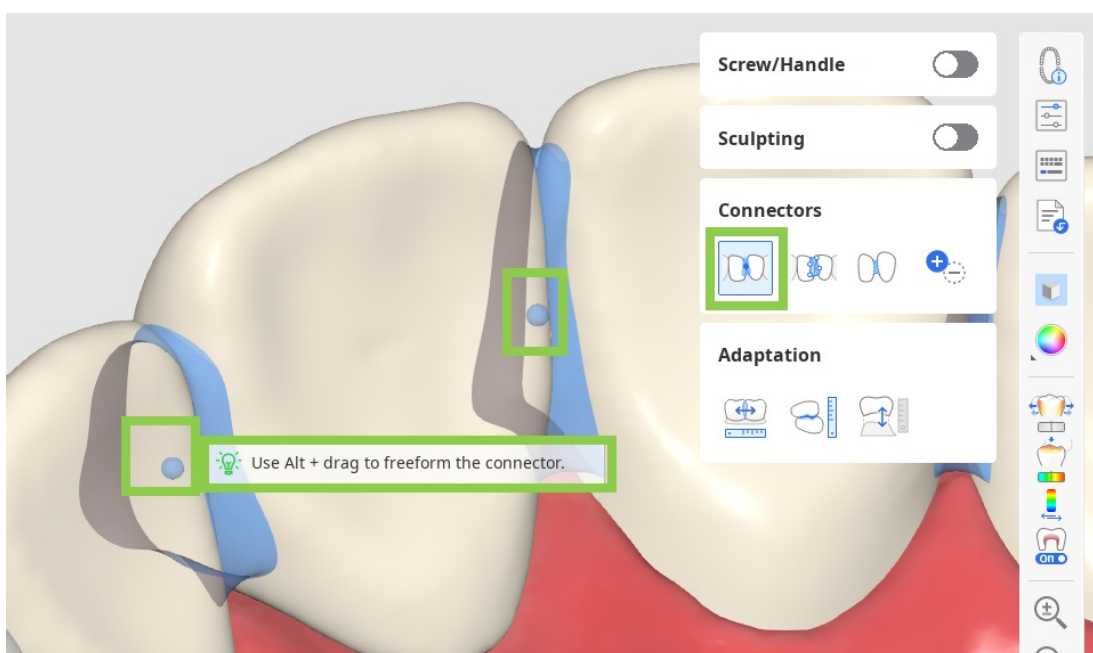 Screw/Handle
Sculpting
Connectors
Adaptation
Use Alt + drag to freeform the connector.
On